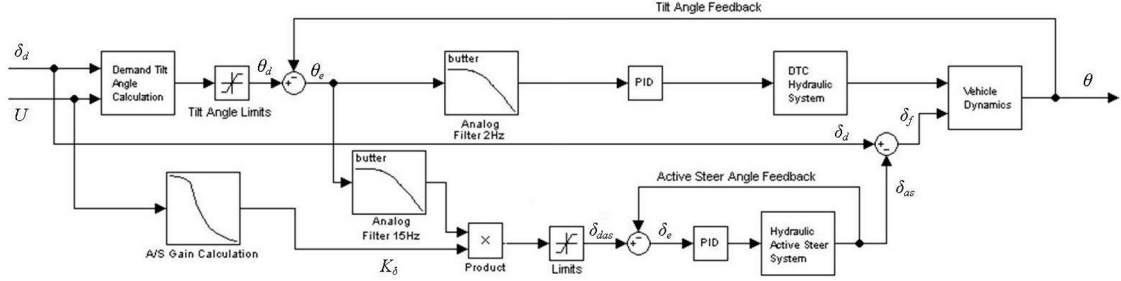 Tilt Angle Feedback
δd
U
Demand Tilt
Angle
Calculation
Tilt Angle Limits
θd
+
−
θe
butter
Analog
Filter 2Hz
PID
DTC
Hydraulic
System
Vehicle
Dynamics
θ
δd
+
−
δf
butter
Analog
Filter 15Hz
A/S Gain Calculation
Kδ
×
Product
Limits
δdas
+
−
Active Steer Angle Feedback
δe
PID
Hydraulic
Active Steer
System
δas